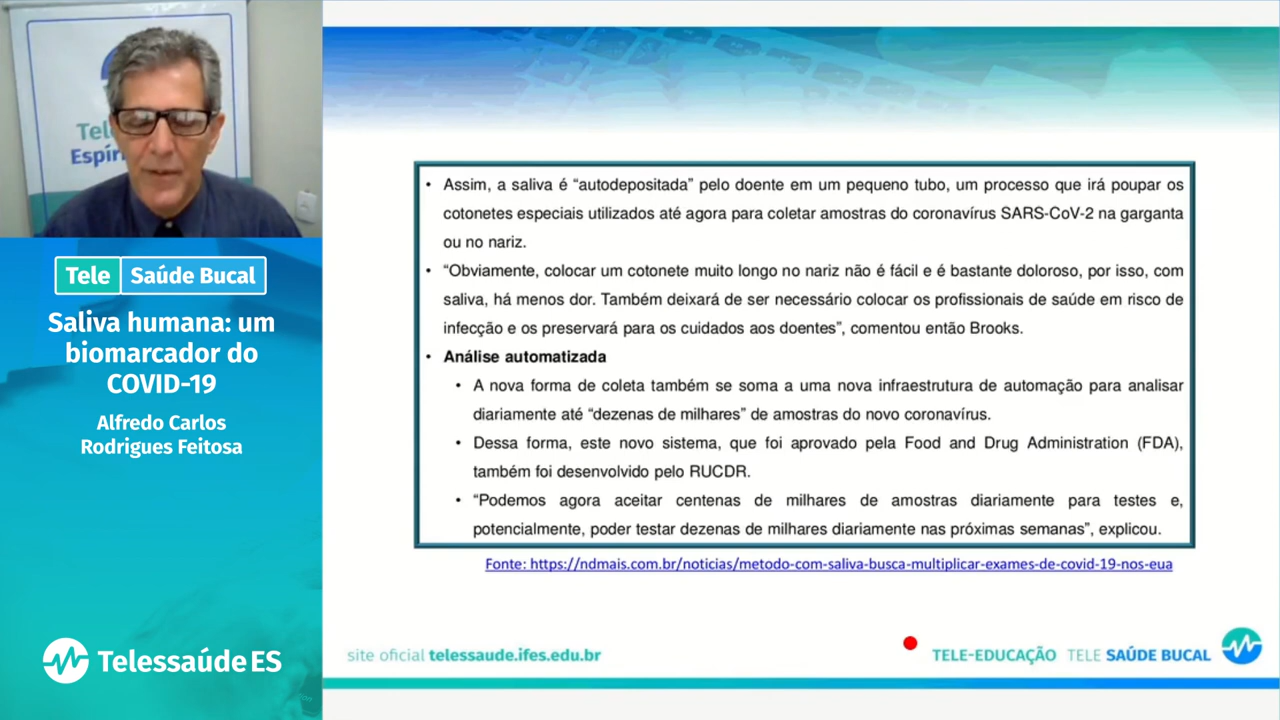 Tele
Espíri
Tele Saúde Bucal
Saliva humana: um
biomarcador do
COVID-19
Alfredo Carlos
Rodrigues Feitosa
Telessaúde ES
• Assim, a saliva é “autodepositada” pelo doente em um pequeno tubo, um processo que irá poupar os
cotonetes especiais utilizados até agora para coletar amostras do coronavírus SARS-CoV-2 na garganta
ou no nariz.
• “Obviamente, colocar um cotonete muito longo no nariz não é fácil e é bastante doloroso, por isso, com
saliva, há menos dor. Também deixará de ser necessário colocar os profissionais de saúde em risco de
infecção e os preservará para os cuidados aos doentes”, comentou então Brooks.
• Análise automatizada
• A nova forma de coleta também se soma a uma nova infraestrutura de automação para analisar
diariamente até “dezenas de milhares” de amostras do novo coronavírus.
• Dessa forma, este novo sistema, que foi aprovado pela Food and Drug Administration (FDA),
também foi desenvolvido pelo RUCDR.
• “Podemos agora aceitar centenas de milhares de amostras diariamente para testes e,
potencialmente, poder testar dezenas de milhares diariamente nas próximas semanas”, explicou.
Fonte: https://ndmais.com.br/noticias/metodo-com-saliva-busca-multiplicar-exames-de-covid-19-nos-eua
site oficial telessaude.ifes.edu.br
TELE-EDUCAÇÃO TELE SAÚDE BUCAL